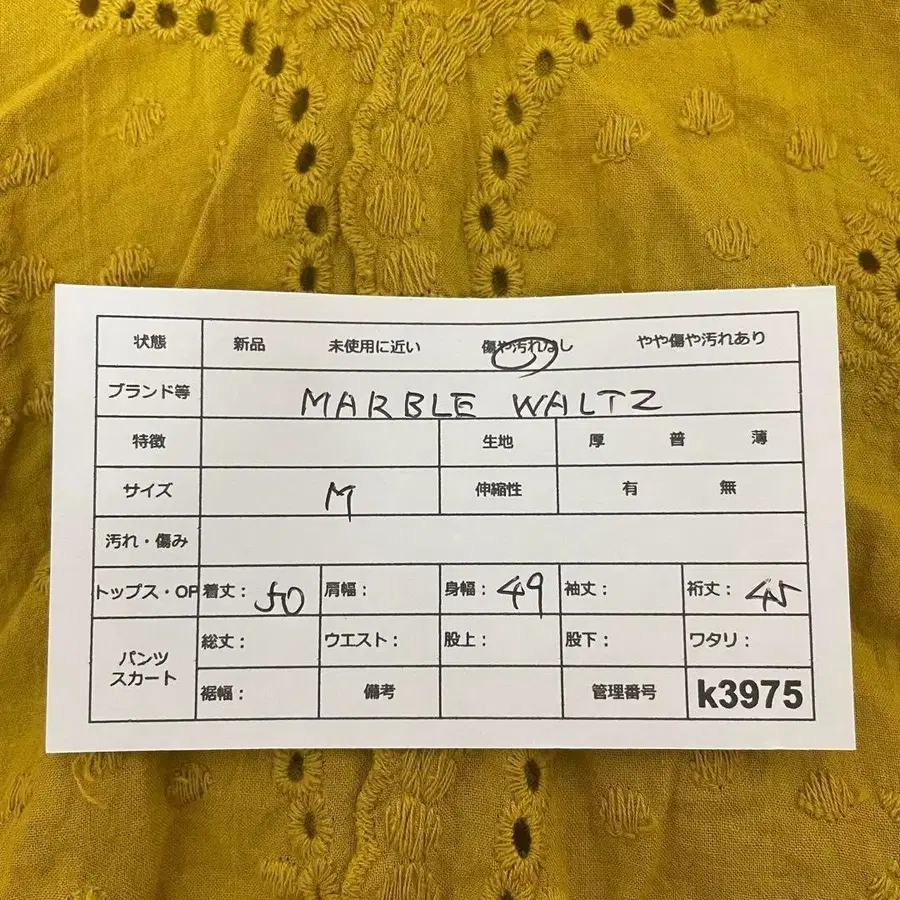 状態 新品 未使用に近い 傷や汚れなし やや傷や汚れあり
ブランド等 MARBLE WALTZ
特徴 生地 厚 普 薄
サイズ M 伸縮性 有 無
汚れ・傷み
トップス・OP 着丈: 50 肩幅: 身幅: 49 袖丈: 裄丈: 45
パンツ スカート 総丈: ウエスト: 股上: 股下: ワタリ:
裾幅: 備考 管理番号 k3975